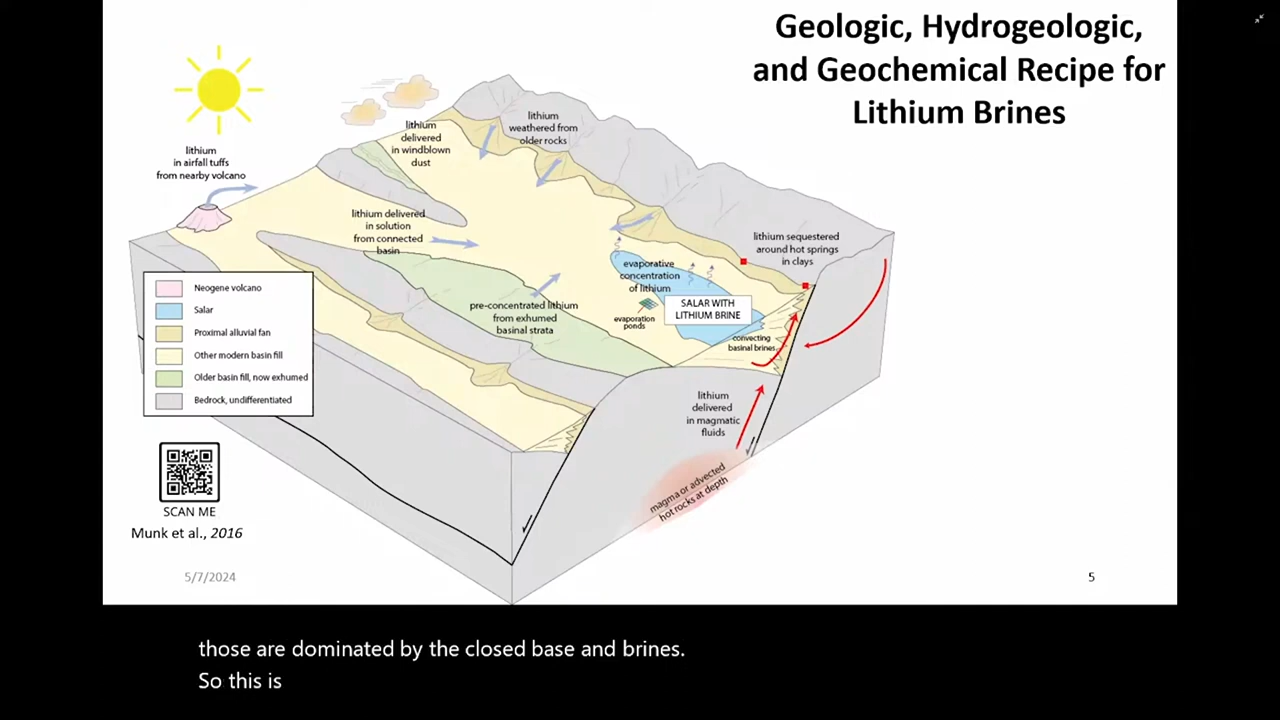 Geologic, Hydrogeologic,
and Geochemical Recipe for
Lithium Brines
lithium
in airfall tuffs
from nearby volcano
lithium
delivered
in windblown
dust
lithium
weathered from
older rocks
lithium delivered
in solution
from connected
basin
lithium sequestered
around hot springs
in clays
evaporative
concentration
of lithium
SALAR WITH
LITHIUM BRINE
evaporation
ponds
pre-concentrated lithium
from exhumed
basinal strata
convecting
basinal brines
lithium
delivered
in magmatic
fluids
magma or advected
hot rocks at depth
Neogene volcano
Salar
Proximal alluvial fan
Other modern basin fill
Older basin fill, now exhumed
Bedrock, undifferentiated
SCAN ME
Munk et al., 2016
5/7/2024
5
those are dominated by the closed base and brines.
So this is